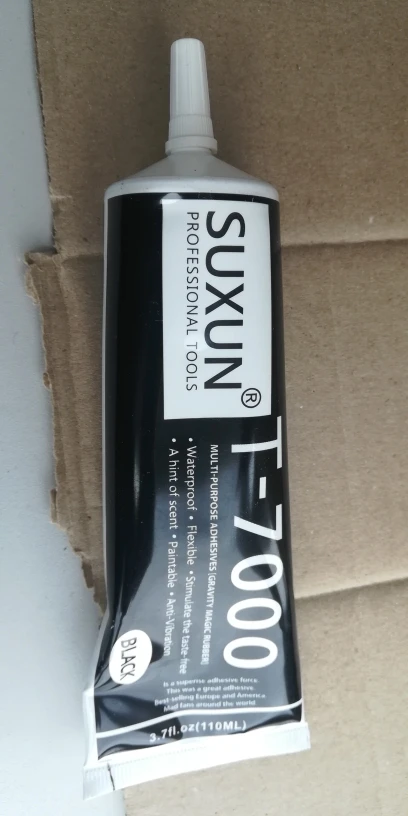 SUXUN®
PROFESSIONAL TOOLS
T-7000
MULTI-PURPOSE ADHESIVES (GRAVITY MAGIC RUBBER)
• Waterproof • Flexible • Stimulate the taste-free
• A hint of scent • Paintable • Anti-Vibration
BLACK
It is a superme adhesive force.
This was a great adhesive.
Best-selling Europe and America
Mad fans around the world
3.7fl.oz(110ML)